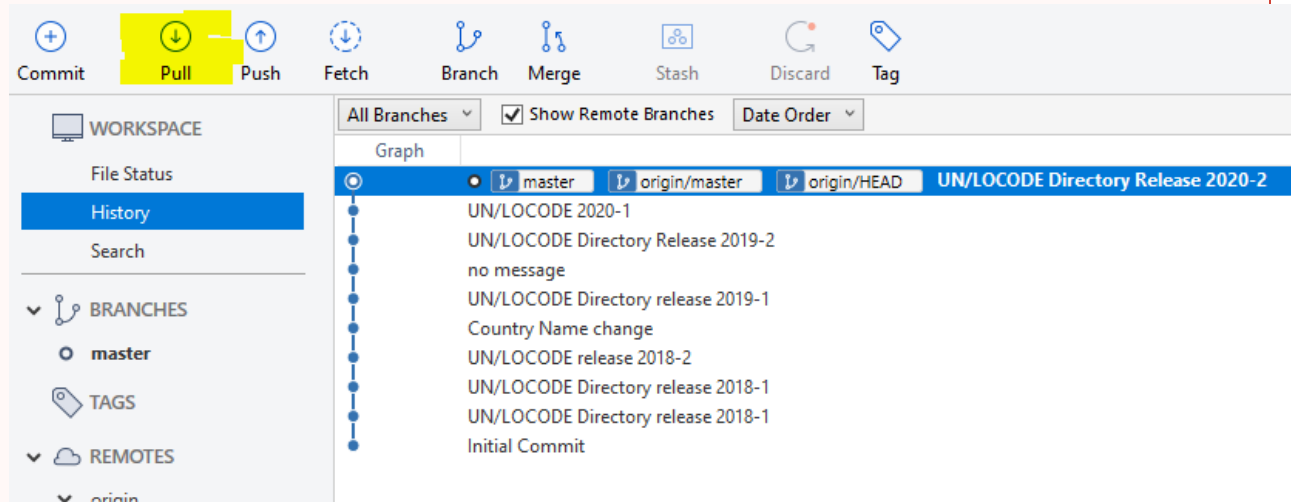 Commit Pull Push Fetch Branch Merge Stash Discard Tag
WORKSPACE
File Status
History
Search
BRANCHES
master
TAGS
REMOTES
origin
All Branches Show Remote Branches Date Order
Graph
master origin/master origin/HEAD UN/LOCODE Directory Release 2020-2
UN/LOCODE 2020-1
UN/LOCODE Directory Release 2019-2
no message
UN/LOCODE Directory release 2019-1
Country Name change
UN/LOCODE release 2018-2
UN/LOCODE Directory release 2018-1
UN/LOCODE Directory release 2018-1
Initial Commit